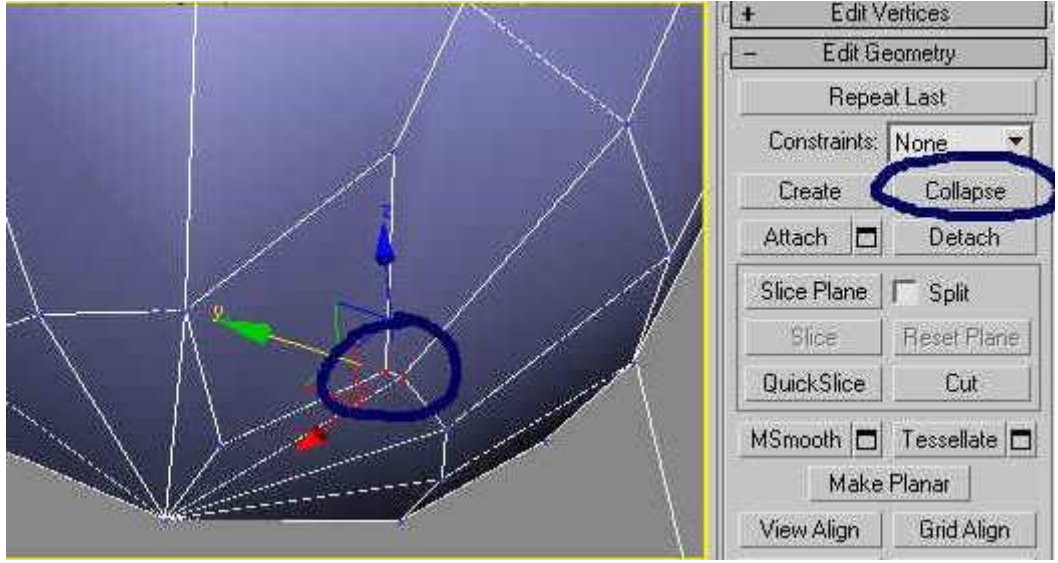 + Edit Vertices
- Edit Geometry
Repeat Last
Constraints: None
Create Collapse
Attach Detach
Slice Plane Split
Slice Reset Plane
QuickSlice Cut
MSmooth Tessellate
Make Planar
View Align Grid Align
z
y